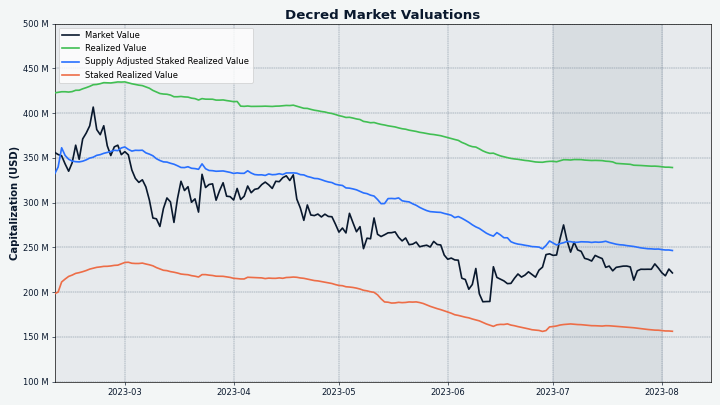 Decred Market Valuations
500 M
450 M
400 M
350 M
300 M
250 M
200 M
150 M
100 M
Capitalization (USD)
Market Value
Realized Value
Supply Adjusted Staked Realized Value
Staked Realized Value
2023-03
2023-04
2023-05
2023-06
2023-07
2023-08